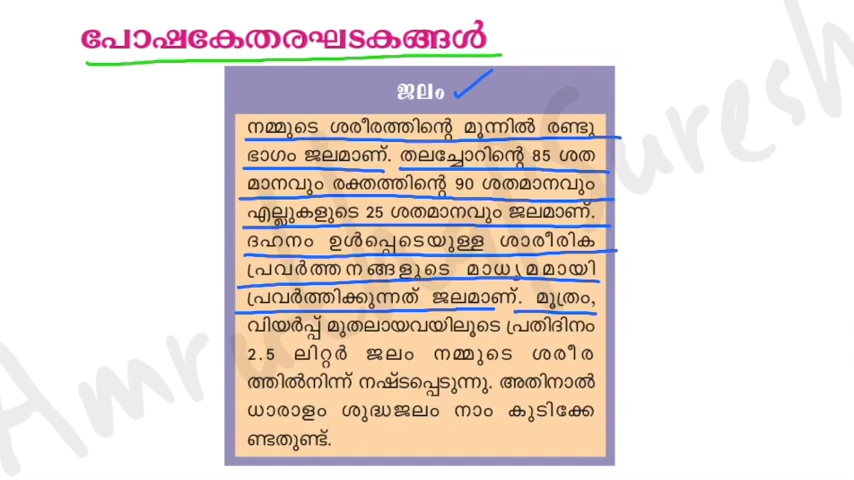 പോഷകേതരഘടകങ്ങൾ
ജലം
നമ്മുടെ ശരീരത്തിന്റെ മൂന്നിൽ രണ്ടു
ഭാഗം ജലമാണ്. തലച്ചോറിന്റെ 85 ശത
മാനവും രക്തത്തിന്റെ 90 ശതമാനവും
എല്ലുകളുടെ 25 ശതമാനവും ജലമാണ്.
ദഹനം ഉൾപ്പെടെയുള്ള ശാരീരിക
പ്രവർത്തനങ്ങളുടെ മാധ്യമമായി
പ്രവർത്തിക്കുന്നത് ജലമാണ്. മൂത്രം,
വിയർപ്പ് മുതലായവയിലൂടെ പ്രതിദിനം
2.5 ലിറ്റർ ജലം നമ്മുടെ ശരീര
ത്തിൽനിന്ന് നഷ്ടപ്പെടുന്നു. അതിനാൽ
ധാരാളം ശുദ്ധജലം നാം കുടിക്കേ
ണ്ടതുണ്ട്.
Amrutha Suresh